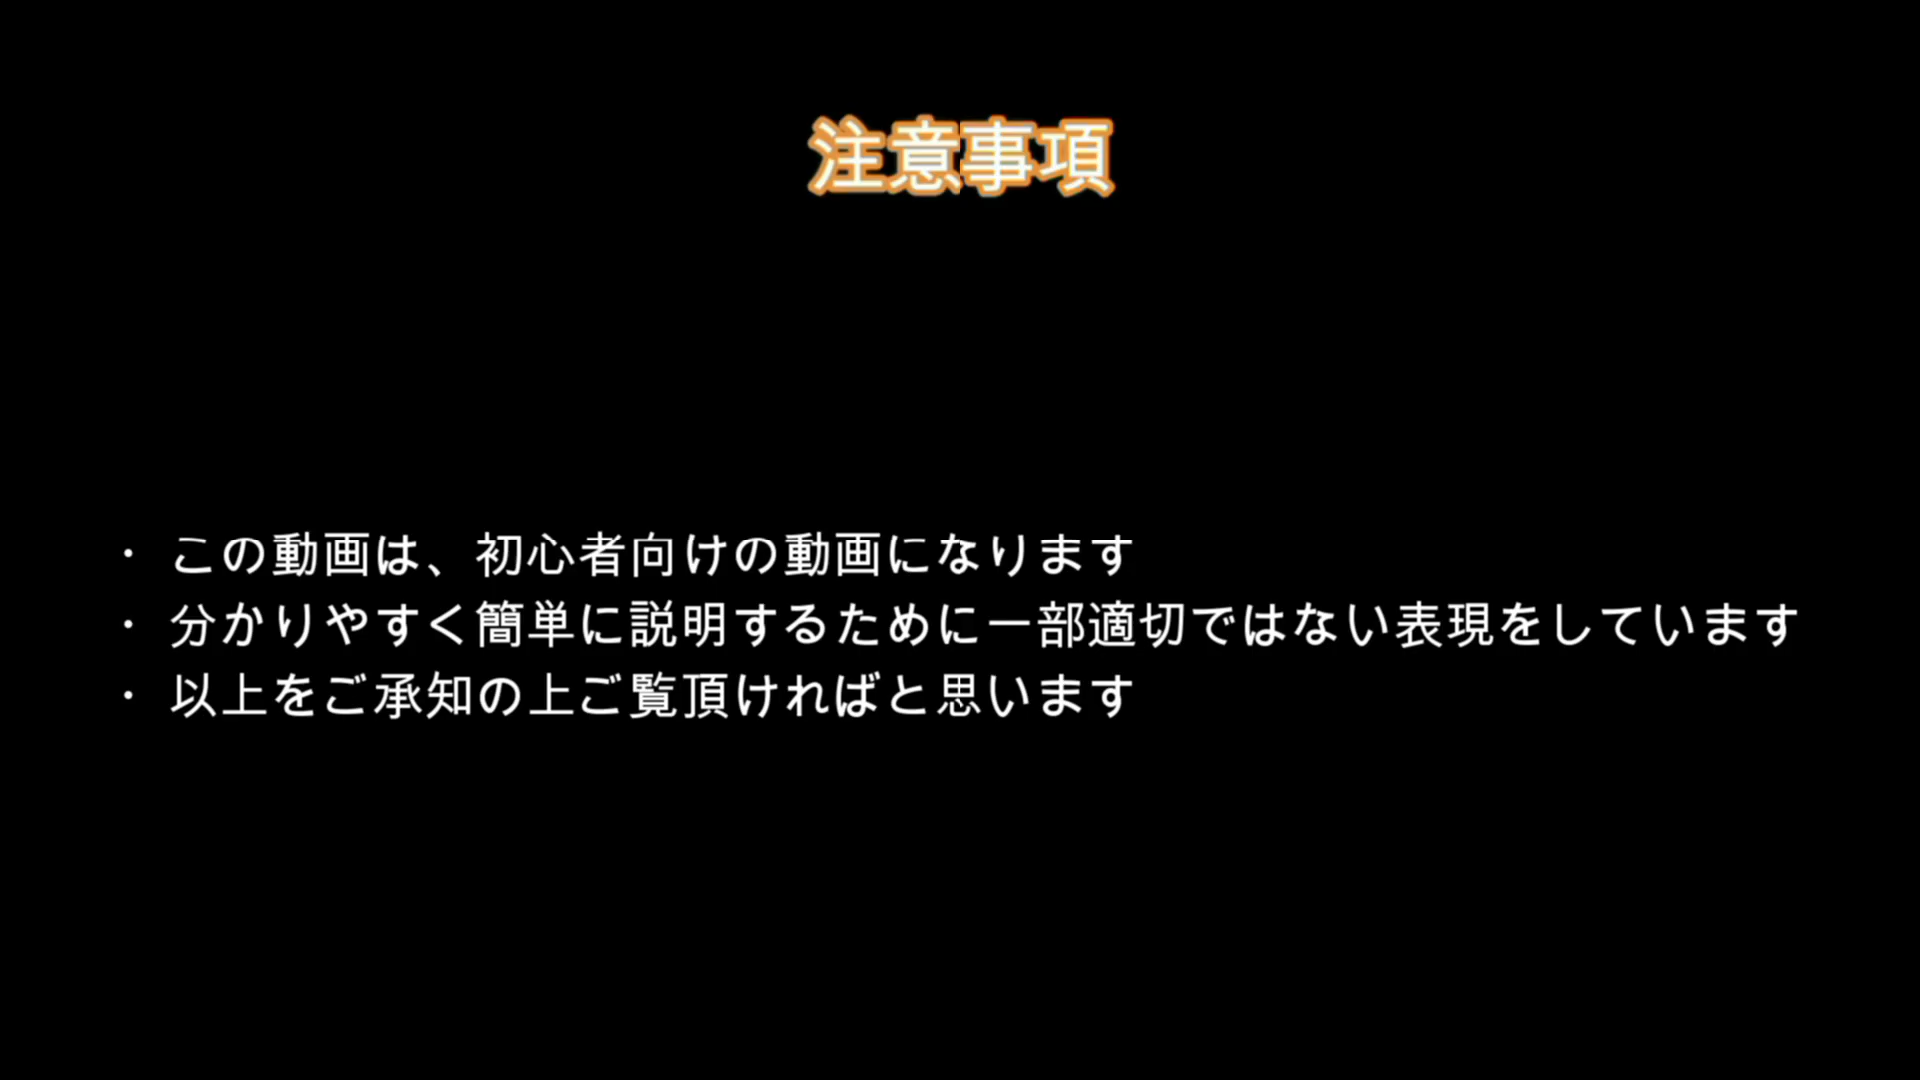 注意事項
・ この動画は、初心者向けの動画になります
・ 分かりやすく簡単に説明するために一部適切ではない表現をしています
・ 以上をご承知の上ご覧頂ければと思います